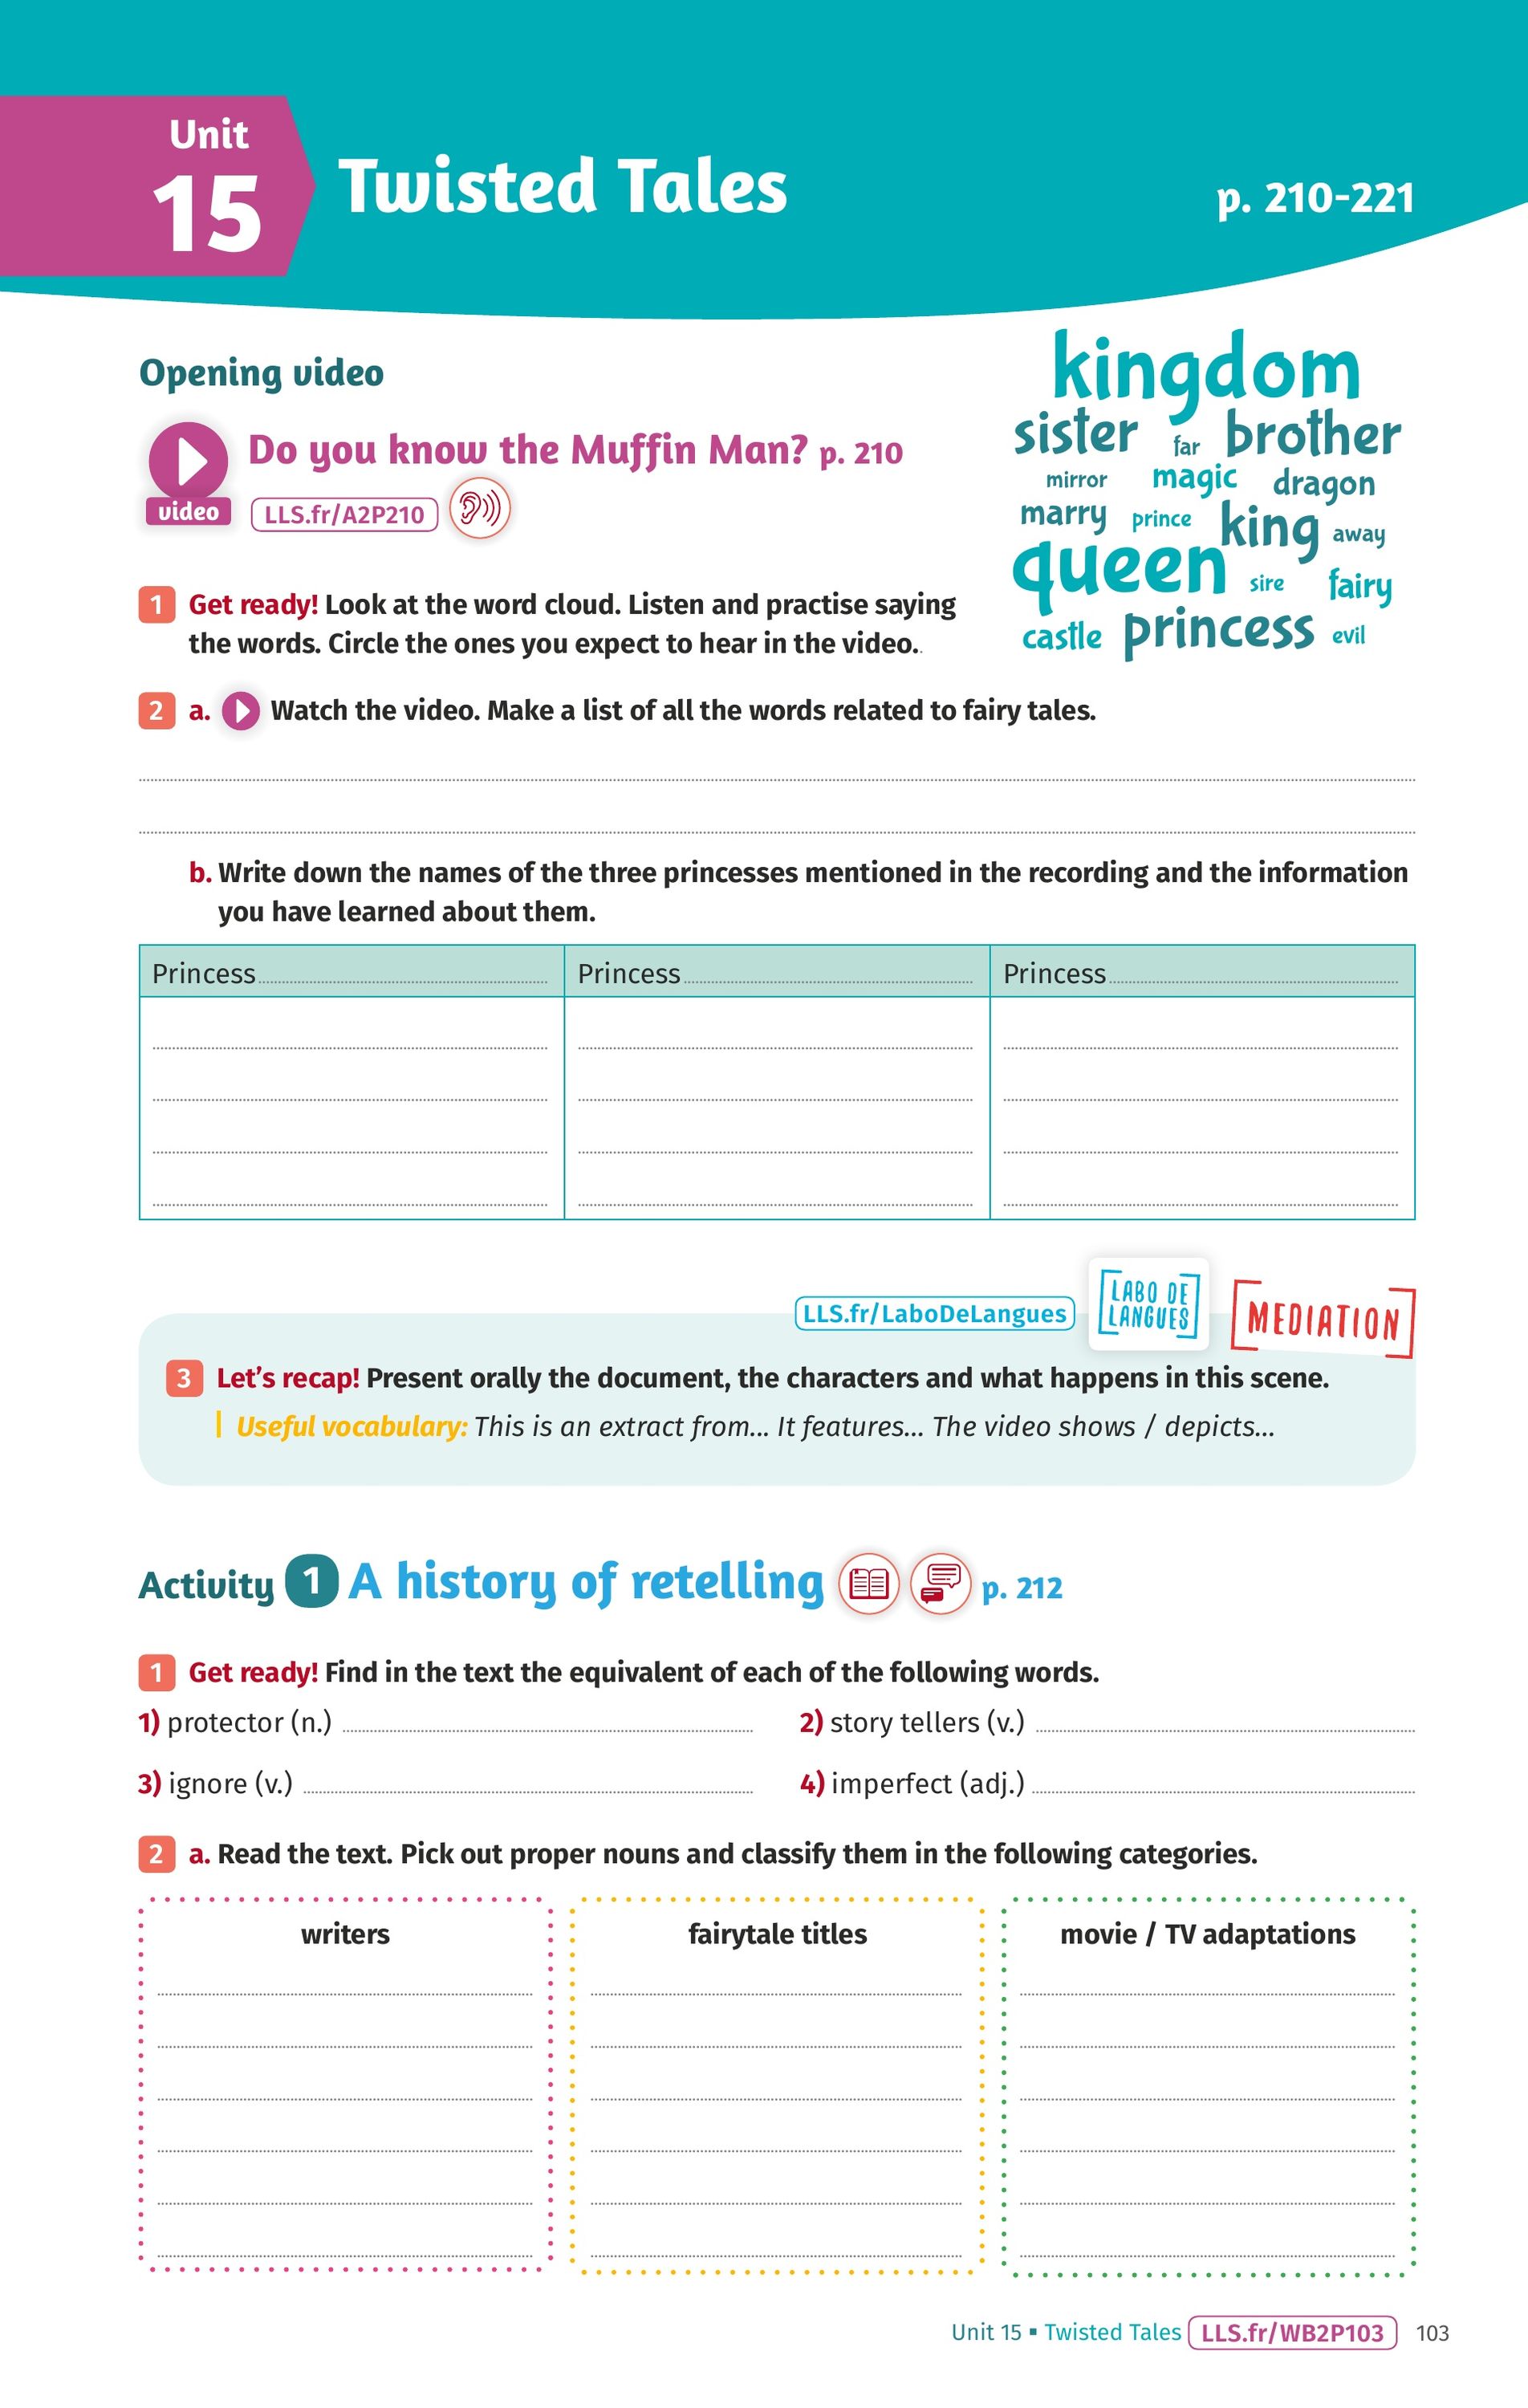 Unit
15
Twisted Tales
p. 210-221
Opening video
video
Do you know the Muffin Man? p. 210
LLS.fr/A2P210
kingdom
sister far brother
mirror magic dragon
marry prince king away
queen sire fairy
castle princess evil
1 Get ready! Look at the word cloud. Listen and practise saying
the words. Circle the ones you expect to hear in the video..
2 a. Watch the video. Make a list of all the words related to fairy tales.
b. Write down the names of the three princesses mentioned in the recording and the information
you have learned about them.
Princess Princess Princess
LLS.fr/LaboDeLangues
LABO DE
LANGUES
MEDIATION
3 Let's recap! Present orally the document, the characters and what happens in this scene.
Useful vocabulary: This is an extract from... It features... The video shows / depicts...
Activity 1 A history of retelling p. 212
1 Get ready! Find in the text the equivalent of each of the following words.
1) protector (n.) 2) story tellers (v.)
3) ignore (v.) 4) imperfect (adj.)
2 a. Read the text. Pick out proper nouns and classify them in the following categories.
writers fairytale titles movie / TV adaptations
Unit 15 ▪ Twisted Tales LLS.fr/WB2P103 103